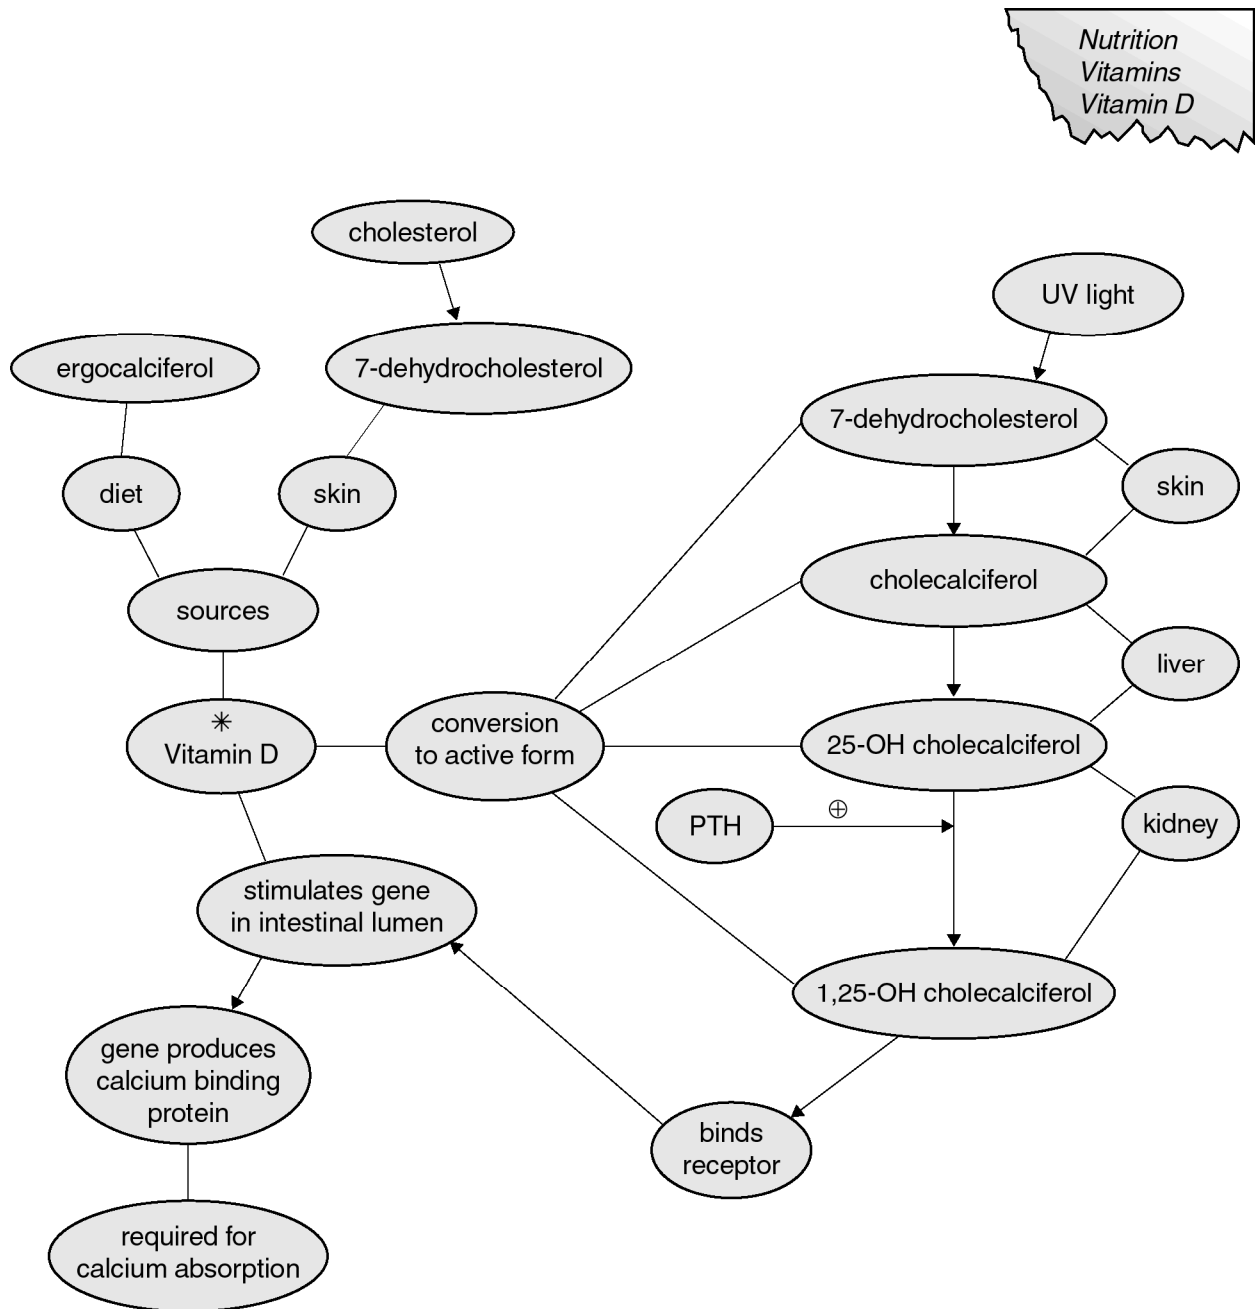 Nutrition
Vitamins
Vitamin D
cholesterol
UV light
ergocalciferol
7-dehydrocholesterol
7-dehydrocholesterol
diet
skin
skin
cholecalciferol
sources
liver
*
Vitamin D
conversion
to active form
25-OH cholecalciferol
PTH
⊕
kidney
stimulates gene
in intestinal lumen
1,25-OH cholecalciferol
gene produces
calcium binding
protein
binds
receptor
required for
calcium absorption